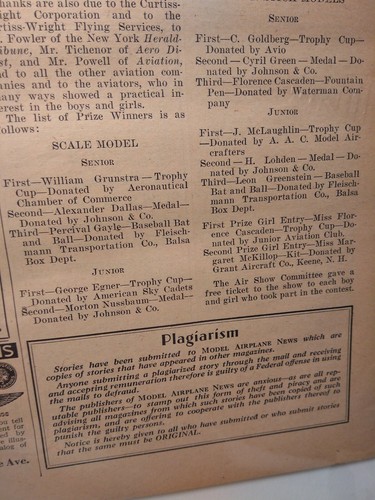 hanks are also due to the Curtiss-
ight Corporation and to the
rtiss-Wright Flying Services, to
. Fowler of the New York Herald-
ibune, Mr. Tichenor of Aero Di-
est, and Mr. Powell of Aviation,
nd to all the other aviation com-
anies and to the aviators, who in
any ways showed a practical in-
erest in the boys and girls.
The list of Prize Winners is as
follows:
SCALE MODEL
SENIOR
First—William Grunstra—Trophy
Cup—Donated by Aeronautical
Chamber of Commerce
Second—Alexander Dallas—Medal—
Donated by Johnson & Co.
Third—Percival Gayle—Baseball Bat
and Ball—Donated by Fleisch-
mann Transportation Co., Balsa
Box Dept.
JUNIOR
First—George Egner—Trophy Cup—
Donated by American Sky Cadets
Second—Morton Nussbaum—Medal—
Donated by Johnson & Co.
SENIOR
First—C. Goldberg—Trophy Cup—
Donated by Avio
Second—Cyril Green—Medal—Do-
nated by Johnson & Co.
Third—Florence Cascaden—Fountain
Pen—Donated by Waterman Com-
pany
JUNIOR
First—J. McLaughlin—Trophy Cup
—Donated by A. A. C. Model Air-
crafters
Second—H. Lohden—Medal—Do-
nated by Johnson & Co.
Third—Leon Greenstein—Baseball
Bat and Ball—Donated by Fleisch-
mann Transportation Co., Balsa
Box Dept.
First Prize Girl Entry—Miss Flor-
ence Cascaden—Trophy Cup—Do-
nated by Junior Aviation Club.
Second Prize Girl Entry—Miss Mar-
garet McKillop—Kit—Donated by
Grant Aircraft Co., Keene, N. H.
The Air Show Committee gave a
free ticket to the show to each boy
and girl who took part in the contest.
Plagiarism
Stories have been submitted to MODEL AIRPLANE NEWS which are
copies of stories that have appeared in other magazines.
Anyone submitting a plagiarized story through the mail and receiving
and accepting remuneration therefor is guilty of a Federal offense in using
the mails to defraud.
The publishers of MODEL AIRPLANE NEWS are anxious—as are all rep-
utable publishers—to stamp out this form of theft and piracy and are
advising all magazines from which such stories have been copied of such
plagiarism, and are offering to cooperate with the publishers thereof to
punish the guilty persons.
Notice is hereby given to all who have submitted or who submit stories
that the same must be ORIGINAL.
Ave.